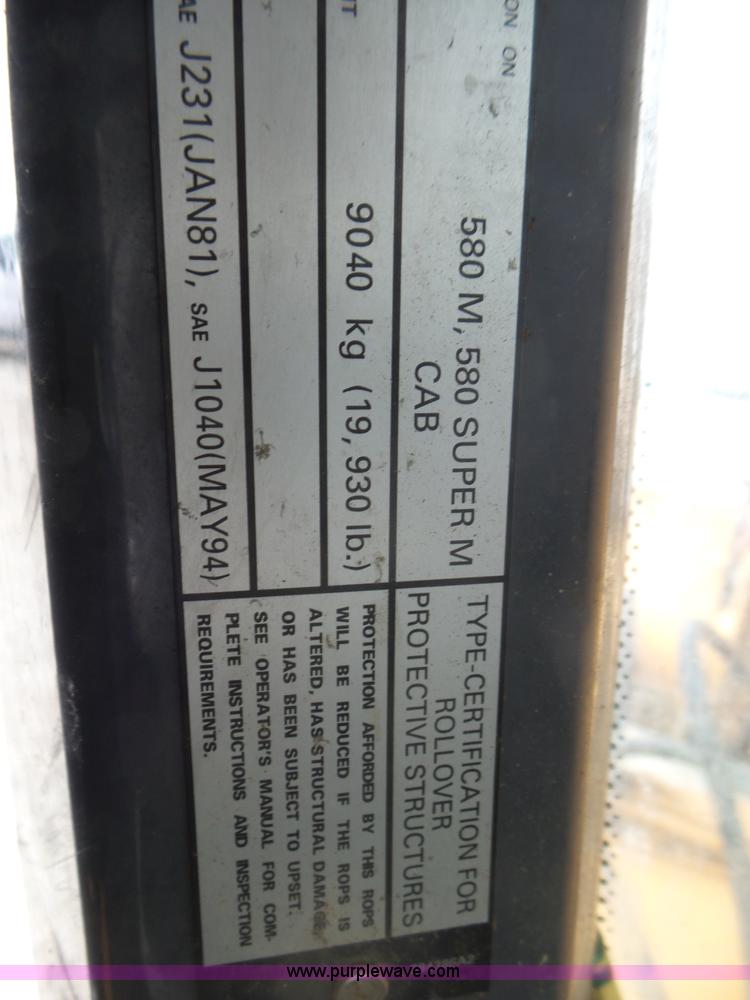 ON ON
580 M, 580 SUPER M
CAB
9040 kg (19,930 lb.)
SAE J1040(MAY94)
J231(JAN81),
TYPE-CERTIFICATION FOR
ROLLOVER
PROTECTIVE STRUCTURES
PROTECTION AFFORDED BY THIS ROPS
WILL BE REDUCED IF THE ROPS IS
ALTERED, HAS STRUCTURAL DAMAGE,
OR HAS BEEN SUBJECT TO UPSET.
SEE OPERATOR'S MANUAL FOR COM-
PLETE INSTRUCTIONS AND INSPECTION
REQUIREMENTS.
www.purplewave.com